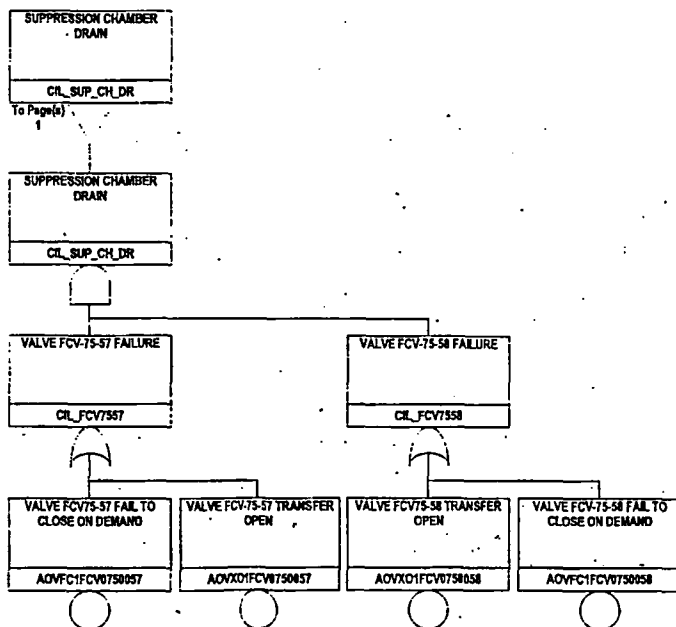 SUPPRESSION CHAMBER
DRAIN
CIL_SUP_CH_DR
To Page(s)
1
SUPPRESSION CHAMBER
DRAIN
CIL_SUP_CH_DR
VALVE FCV-75-57 FAILURE
VALVE FCV-75-58 FAILURE
CIL_FCV7557
CIL_FCV7558
VALVE FCV75-57 FAIL TO
CLOSE ON DEMAND
VALVE FCV-75-57 TRANSFER
OPEN
VALVE FCV75-58 TRANSFER
OPEN
VALVE FCV-75-58 FAIL TO
CLOSE ON DEMAND
AOVFC1FCV0750057
AOVXO1FCV0750057
AOVXO1FCV0750058
AOVFC1FCV0750058